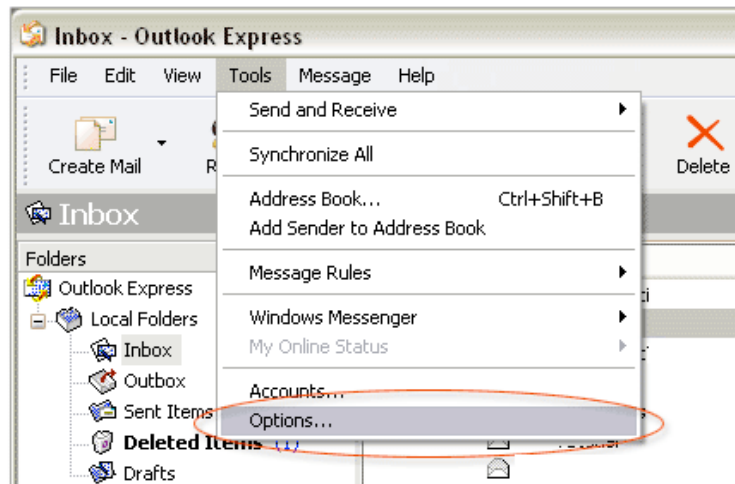 Inbox - Outlook Express
File Edit View Tools Message Help
Create Mail
Delete
Send and Receive
Synchronize All
Address Book... Ctrl+Shift+B
Add Sender to Address Book
Message Rules
Windows Messenger
My Online Status
Accounts...
Options...
Inbox
Folders
Outlook Express
Local Folders
Inbox
Outbox
Sent Items
Deleted Items (1)
Drafts